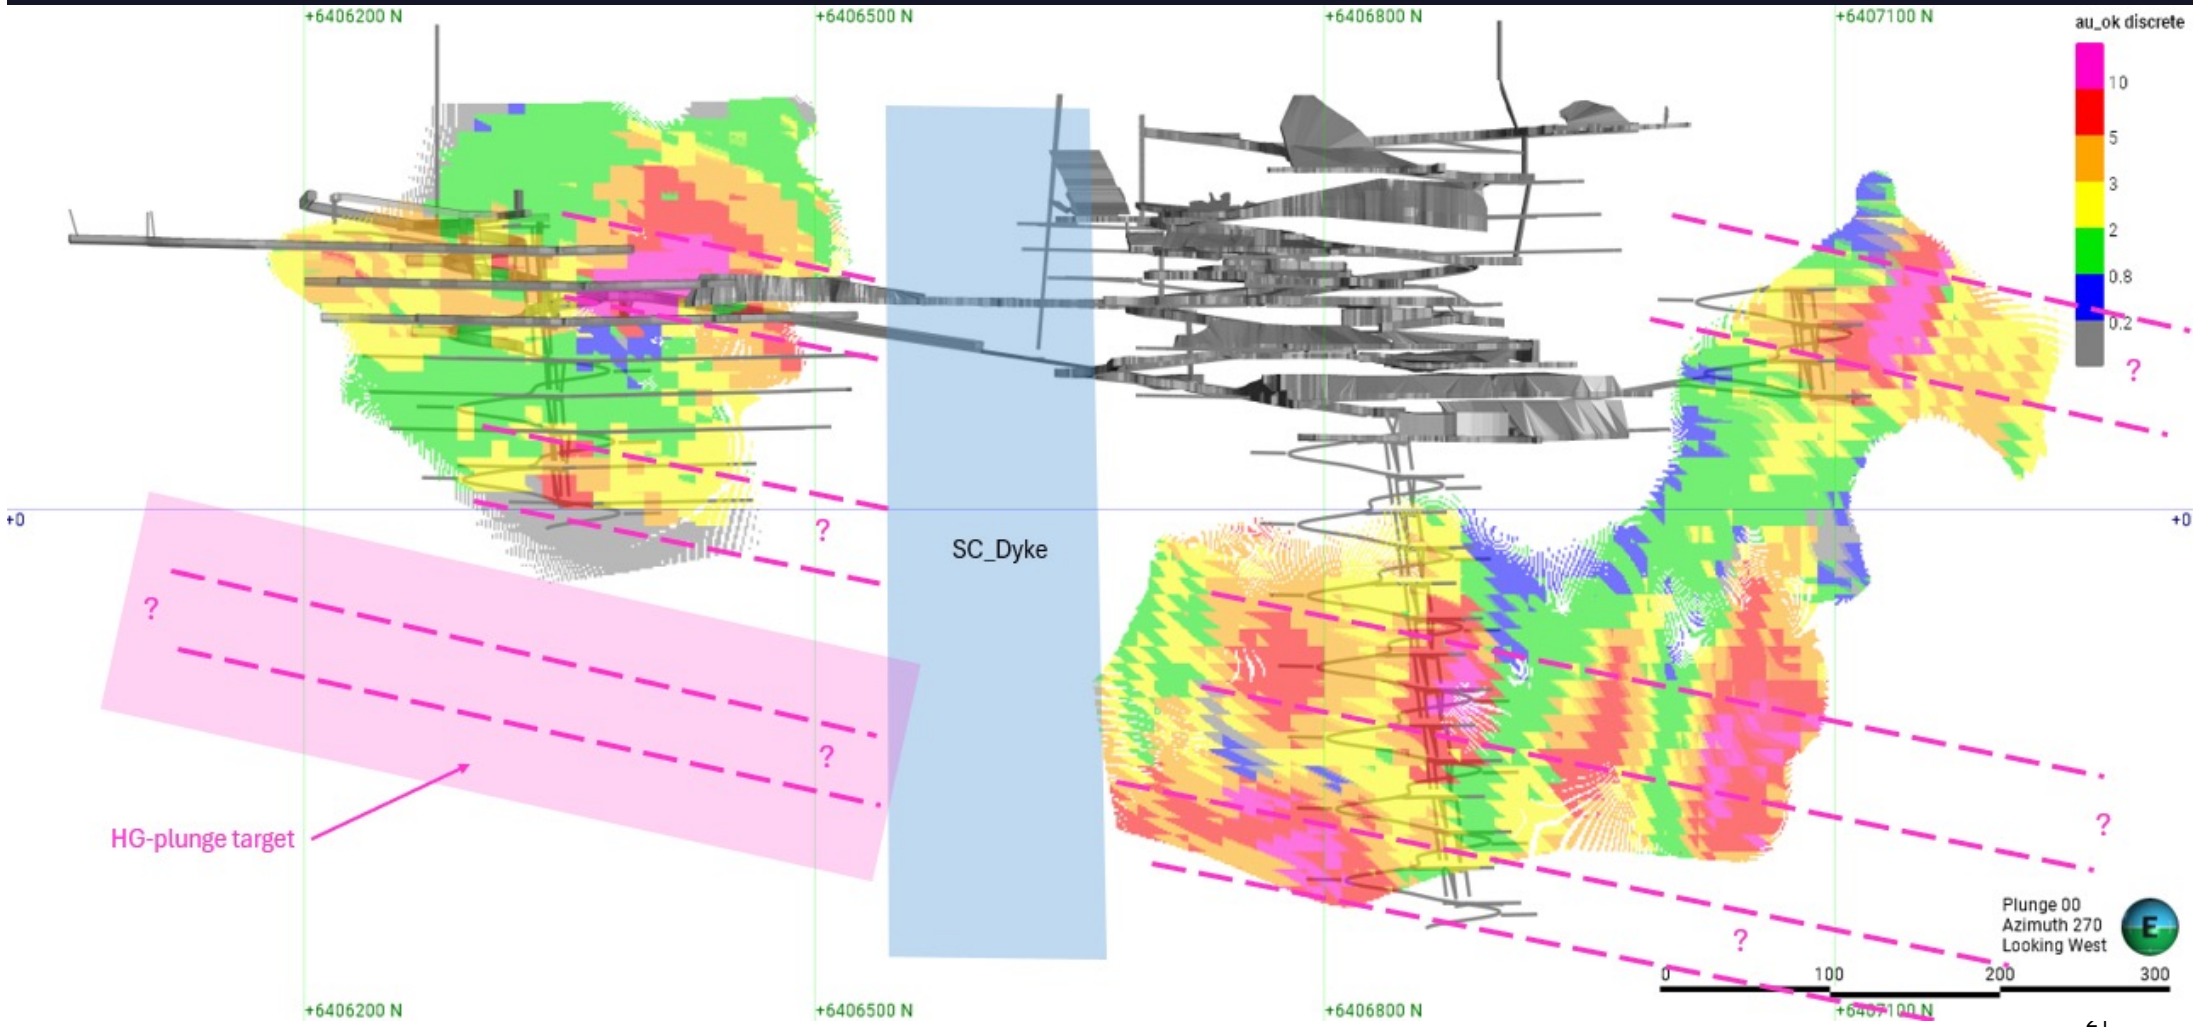 +6406200 N
+6406500 N
+6406800 N
+6407100 N
au_ok discrete
10
5
3
2
0.8
0.2
?
+0
+0
?
SC_Dyke
?
?
HG-plunge target
?
?
Plunge 00
Azimuth 270
Looking West
E
0
100
200
300
+6406200 N
+6406500 N
+6406800 N
+6407100 N